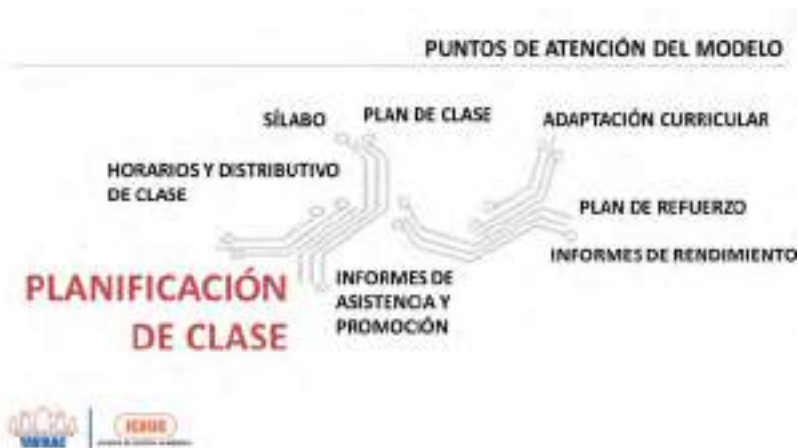 PUNTOS DE ATENCIÓN DEL MODELO
SÍLABO
PLAN DE CLASE
ADAPTACIÓN CURRICULAR
HORARIOS Y DISTRIBUTIVO
DE CLASE
PLAN DE REFUERZO
INFORMES DE RENDIMIENTO
PLANIFICACIÓN
DE CLASE
INFORMES DE
ASISTENCIA Y
PROMOCIÓN